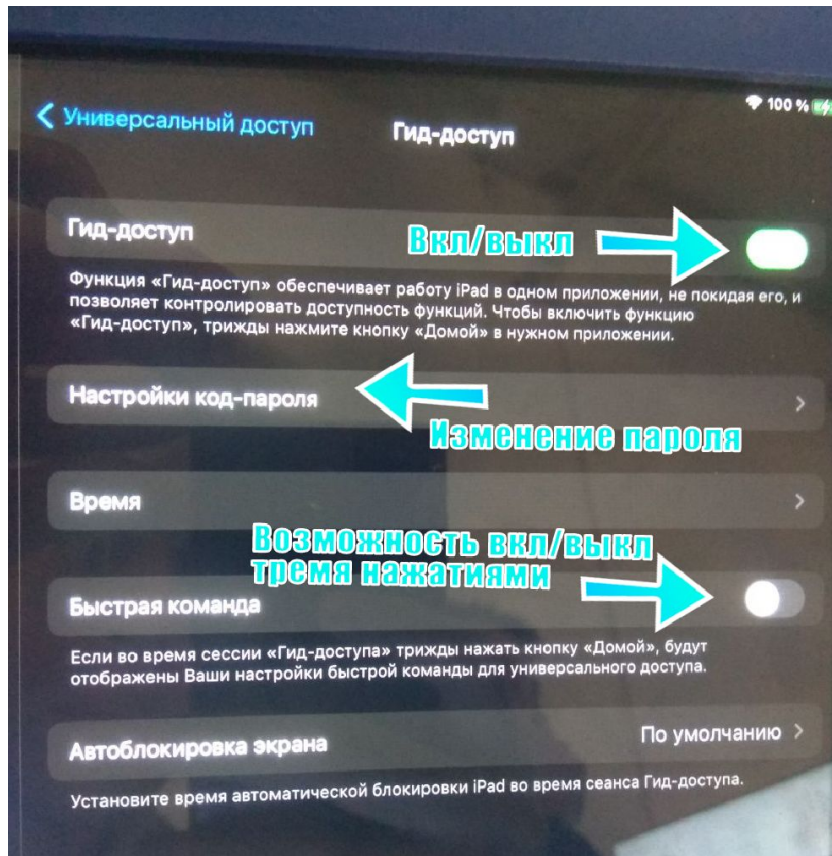 100 %
Универсальный доступ
Гид-доступ
Гид-доступ
Вкл/выкл
Функция «Гид-доступ» обеспечивает работу iPad в одном приложении, не покидая его, и
позволяет контролировать доступность функций. Чтобы включить функцию
«Гид-доступ», трижды нажмите кнопку «Домой» в нужном приложении.
Настройки код-пароля
Изменение пароля
Время
Возможность вкл/выкл
тремя нажатиями
Быстрая команда
Если во время сессии «Гид-доступа» трижды нажать кнопку «Домой», будут
отображены Ваши настройки быстрой команды для универсального доступа.
Автоблокировка экрана
По умолчанию
Установите время автоматической блокировки iPad во время сеанса Гид-доступа.